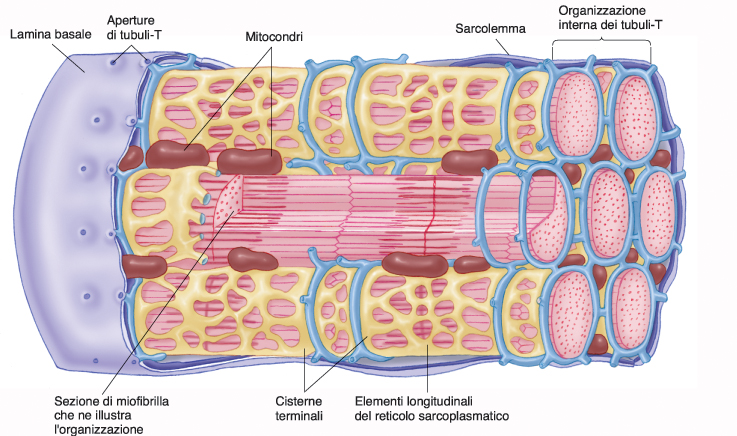 Lamina basale
Aperture
di tubuli-T
Mitocondri
Sarcolemma
Organizzazione
interna dei tubuli-T
Sezione di miofibrilla
che ne illustra
l'organizzazione
Cisterne
terminali
Elementi longitudinali
del reticolo sarcoplasmatico